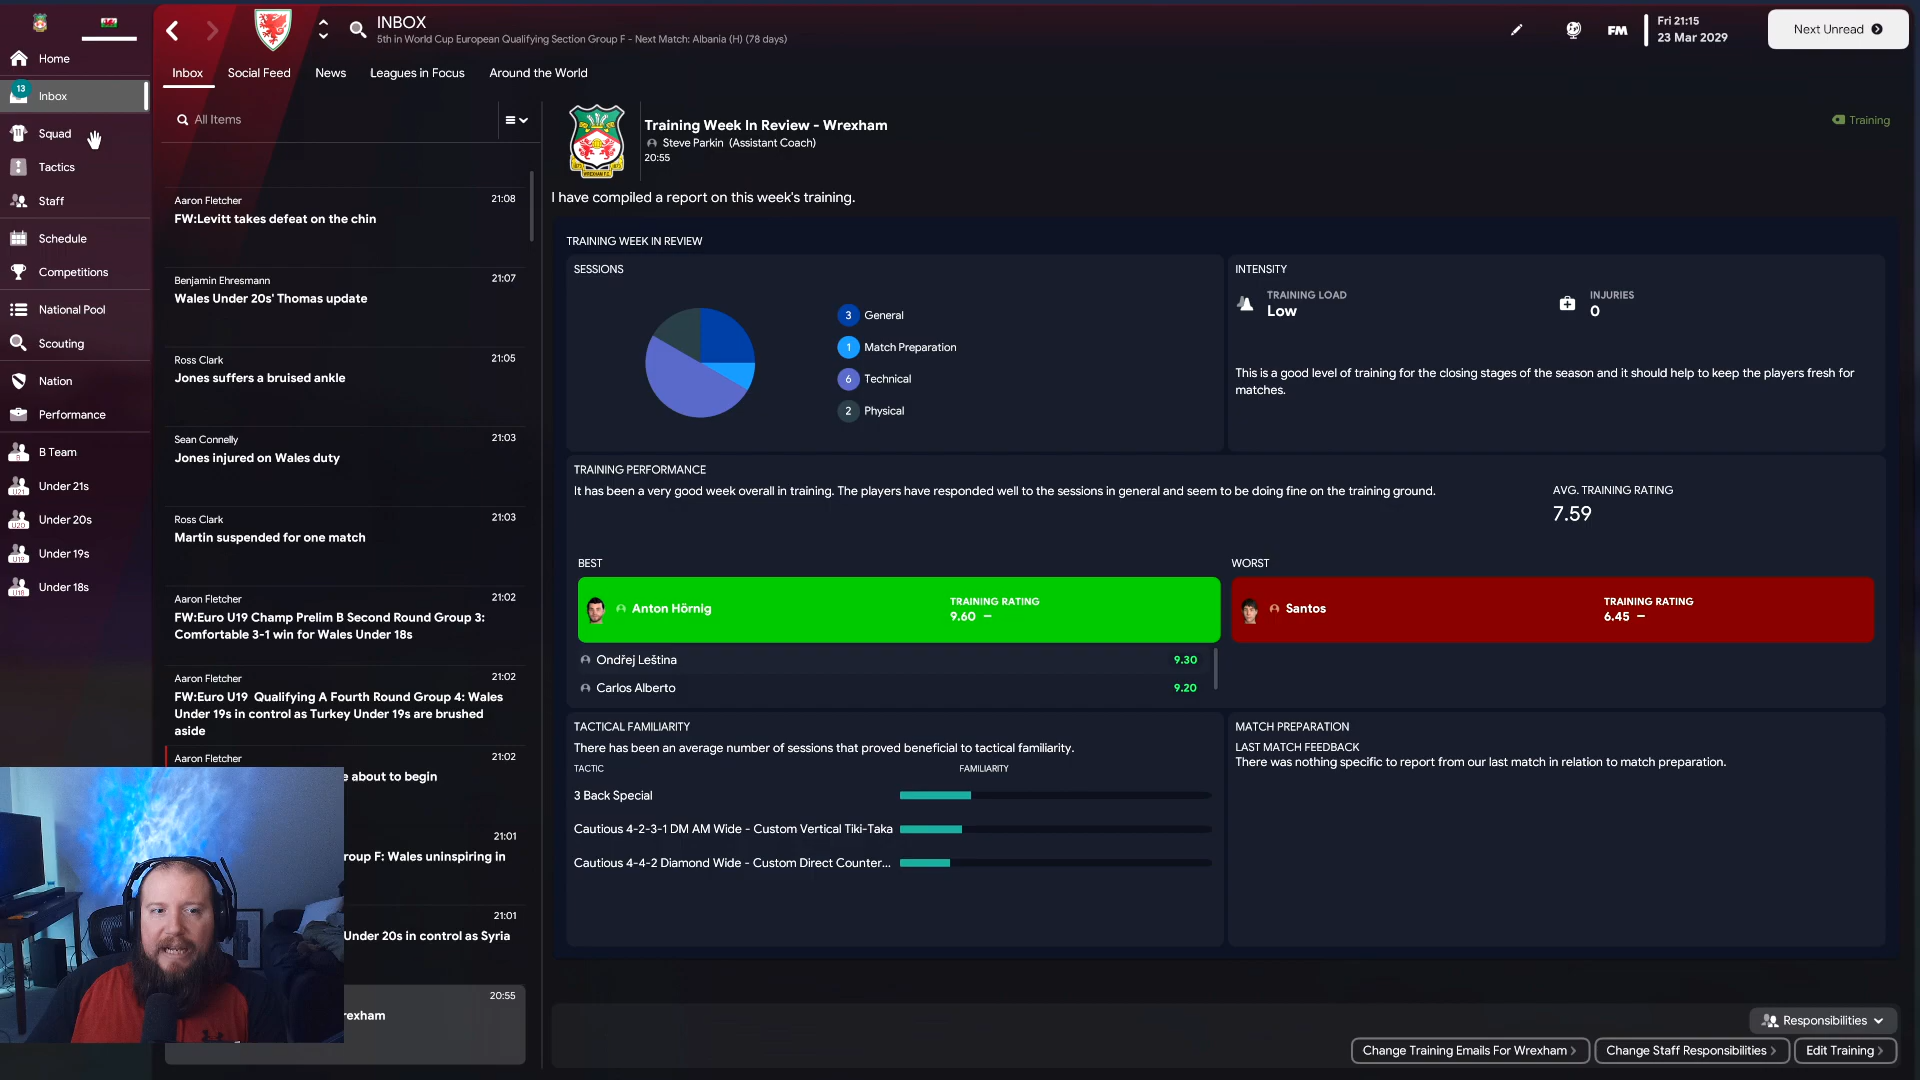 INBOX
5th in World Cup European Qualifying Section Group F - Next Match: Albania (H) (78 days)
FM
Fri 21:15
23 Mar 2029
Next Unread
Home
13
Inbox
Squad
Tactics
Staff
Schedule
Competitions
National Pool
Scouting
Nation
Performance
B Team
Under 21s
Under 20s
Under 19s
Under 18s
Inbox
Social Feed
News
Leagues in Focus
Around the World
All Items
Aaron Fletcher
21:08
FW:Levitt takes defeat on the chin
Benjamin Ehresmann
21:07
Wales Under 20s' Thomas update
Ross Clark
21:05
Jones suffers a bruised ankle
Sean Connelly
21:03
Jones injured on Wales duty
Ross Clark
21:03
Martin suspended for one match
Aaron Fletcher
21:02
FW:Euro U19 Champ Prelim B Second Round Group 3:
Comfortable 3-1 win for Wales Under 18s
Aaron Fletcher
21:02
FW:Euro U19 Qualifying A Fourth Round Group 4: Wales
Under 19s in control as Turkey Under 19s are brushed
aside
Aaron Fletcher
21:02
e about to begin
21:01
roup F: Wales uninspiring in
21:01
Under 20s in control as Syria
20:55
rexham
Training Week In Review - Wrexham
Steve Parkin (Assistant Coach)
20:55
Training
I have compiled a report on this week's training.
TRAINING WEEK IN REVIEW
SESSIONS
3 General
1 Match Preparation
6 Technical
2 Physical
INTENSITY
TRAINING LOAD
Low
INJURIES
0
This is a good level of training for the closing stages of the season and it should help to keep the players fresh for
matches.
TRAINING PERFORMANCE
It has been a very good week overall in training. The players have responded well to the sessions in general and seem to be doing fine on the training ground.
AVG. TRAINING RATING
7.59
BEST
Anton Hörnig
TRAINING RATING
9.60 –
Ondřej Leština
9.30
Carlos Alberto
9.20
WORST
Santos
TRAINING RATING
6.45 –
TACTICAL FAMILIARITY
There has been an average number of sessions that proved beneficial to tactical familiarity.
TACTIC
FAMILIARITY
3 Back Special
Cautious 4-2-3-1 DM AM Wide - Custom Vertical Tiki-Taka
Cautious 4-4-2 Diamond Wide - Custom Direct Counter...
MATCH PREPARATION
LAST MATCH FEEDBACK
There was nothing specific to report from our last match in relation to match preparation.
Responsibilities
Change Training Emails For Wrexham
Change Staff Responsibilities
Edit Training